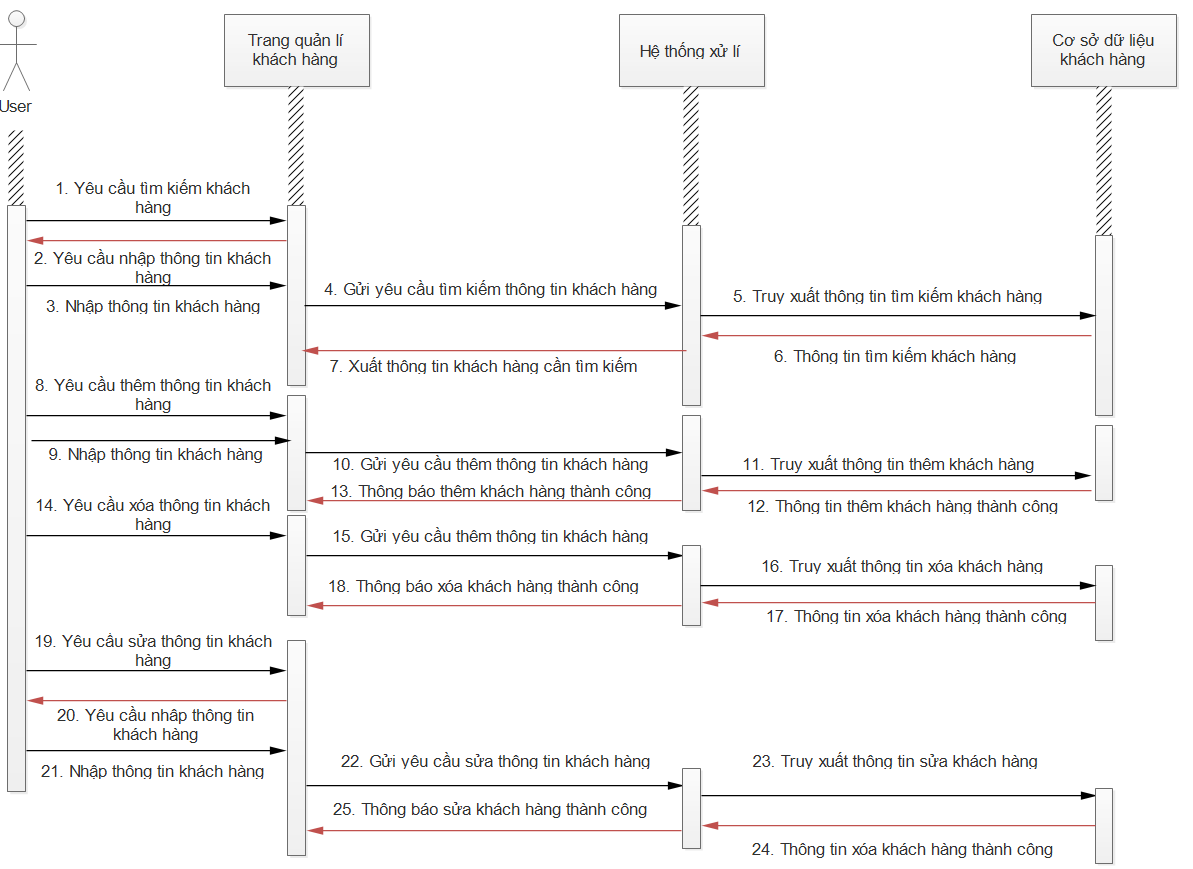 User
Trang quản lí
khách hàng
Hệ thống xử lí
Cơ sở dữ liệu
khách hàng
1. Yêu cầu tìm kiếm khách
hàng
2. Yêu cầu nhập thông tin khách
hàng
3. Nhập thông tin khách hàng
4. Gửi yêu cầu tìm kiếm thông tin khách hàng
5. Truy xuất thông tin tìm kiếm khách hàng
6. Thông tin tìm kiếm khách hàng
7. Xuất thông tin khách hàng cần tìm kiếm
8. Yêu cầu thêm thông tin khách
hàng
9. Nhập thông tin khách hàng
10. Gửi yêu cầu thêm thông tin khách hàng
11. Truy xuất thông tin thêm khách hàng
12. Thông tin thêm khách hàng thành công
13. Thông báo thêm khách hàng thành công
14. Yêu cầu xóa thông tin khách
hàng
15. Gửi yêu cầu thêm thông tin khách hàng
16. Truy xuất thông tin xóa khách hàng
17. Thông tin xóa khách hàng thành công
18. Thông báo xóa khách hàng thành công
19. Yêu cầu sửa thông tin khách
hàng
20. Yêu cầu nhâp thông tin
khách hàng
21. Nhập thông tin khách hàng
22. Gửi yêu cầu sửa thông tin khách hàng
23. Truy xuất thông tin sửa khách hàng
24. Thông tin xóa khách hàng thành công
25. Thông báo sửa khách hàng thành công